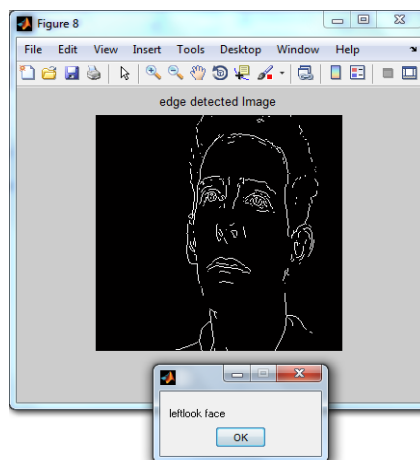 Figure 8
File Edit View Insert Tools Desktop Window Help
edge detected Image
leftlook face
OK